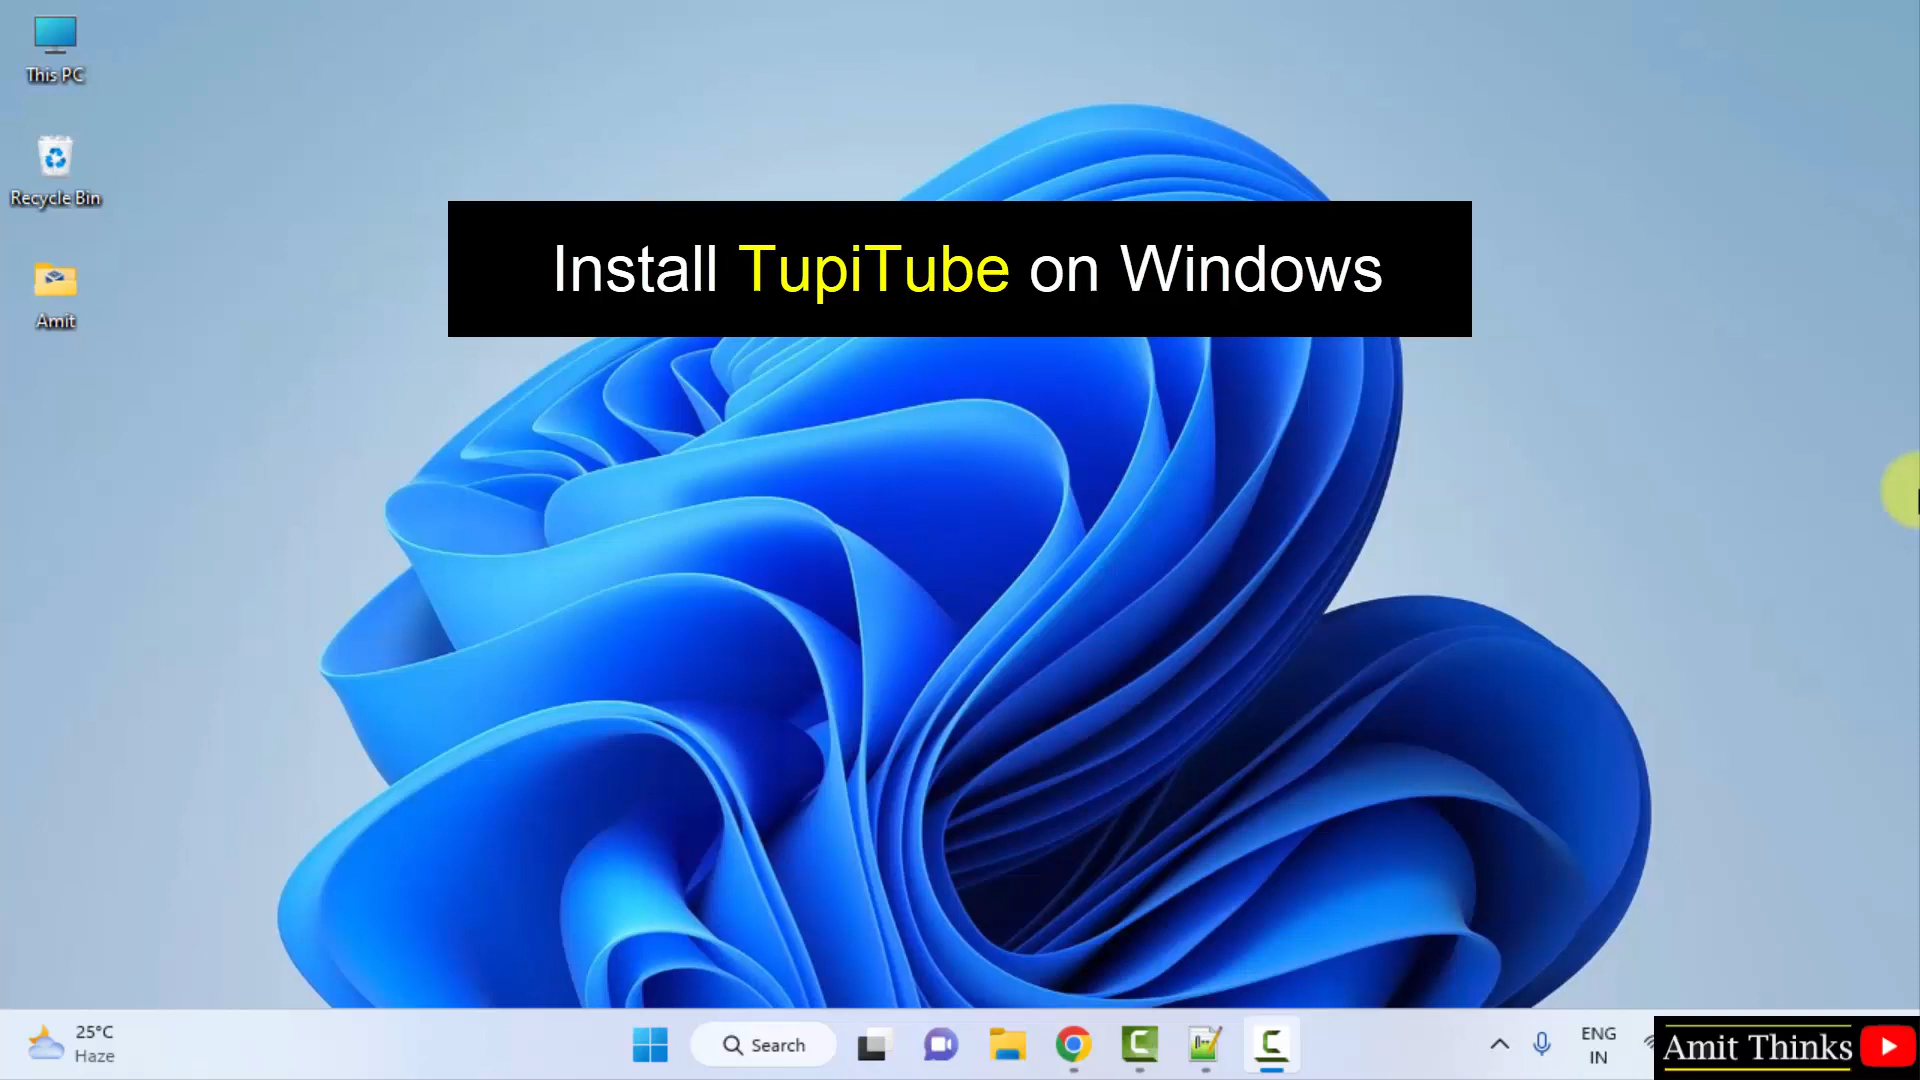 This PC
Recycle Bin
Amit
Install TupiTube on Windows
25°C
Haze
Search
ENG
IN
Amit Thinks